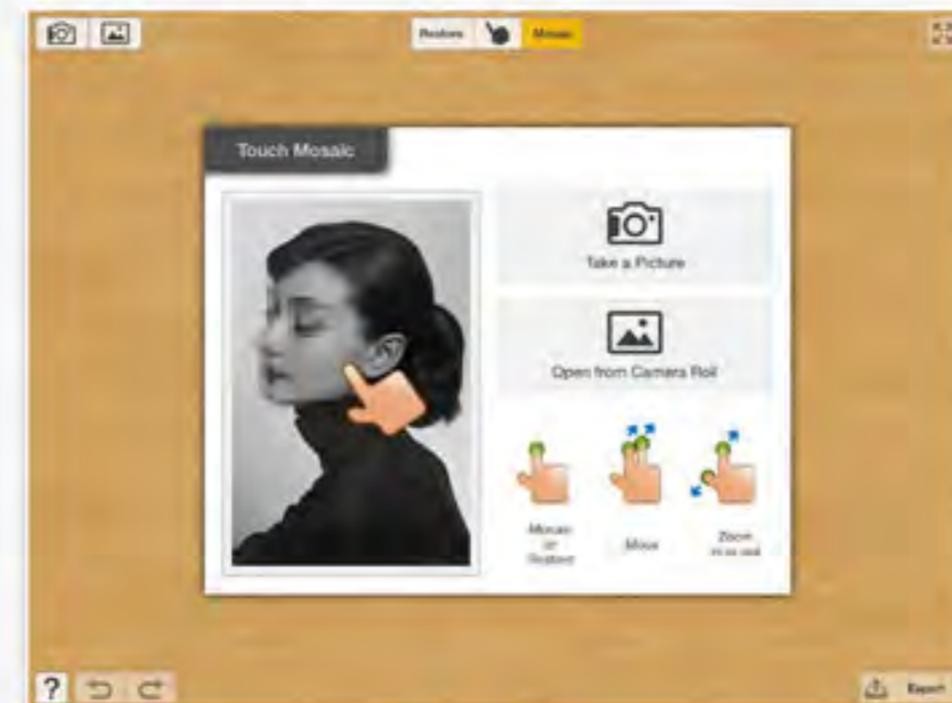 Restore
Mosaic
Touch Mosaic
Take a Picture
Open from Camera Roll
Mosaic
or
Restore
Move
Zoom
in or out
?
Export